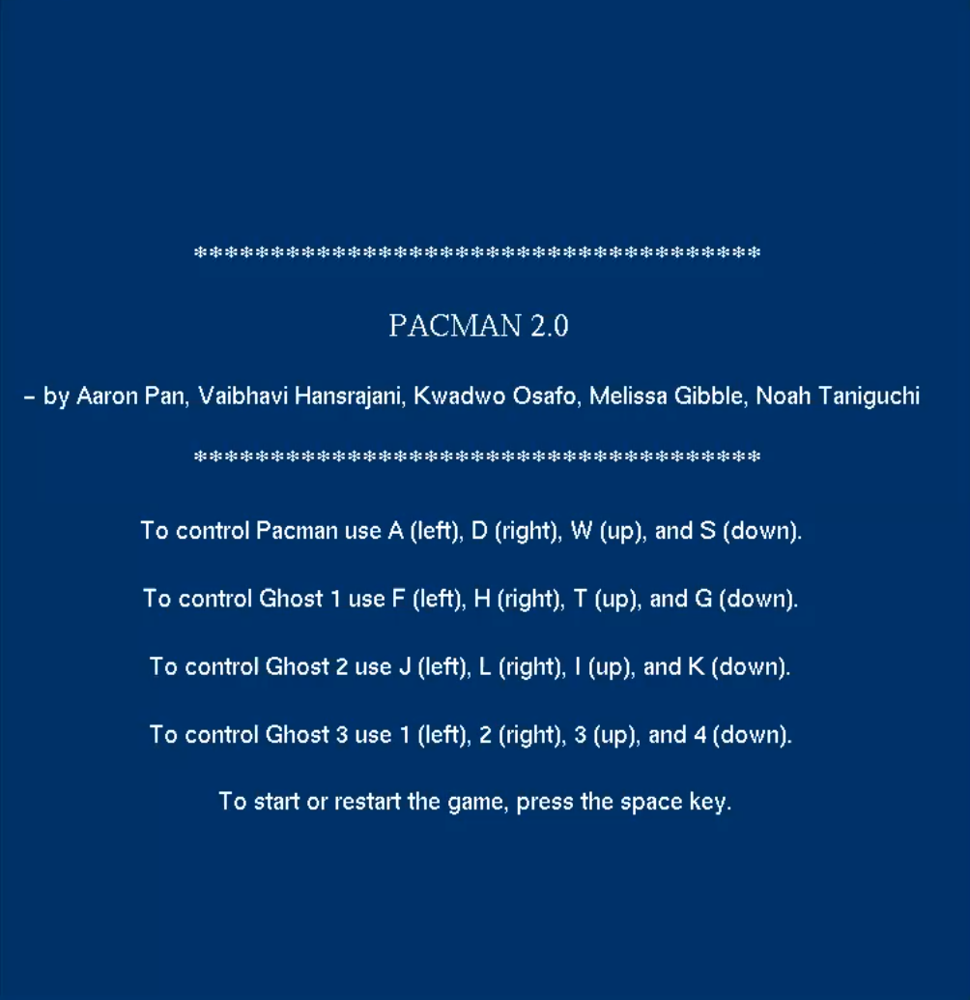 *************************************
PACMAN 2.0
– by Aaron Pan, Vaibhavi Hansrajani, Kwadwo Osafo, Melissa Gibble, Noah Taniguchi
*************************************
To control Pacman use A (left), D (right), W (up), and S (down).
To control Ghost 1 use F (left), H (right), T (up), and G (down).
To control Ghost 2 use J (left), L (right), I (up), and K (down).
To control Ghost 3 use 1 (left), 2 (right), 3 (up), and 4 (down).
To start or restart the game, press the space key.